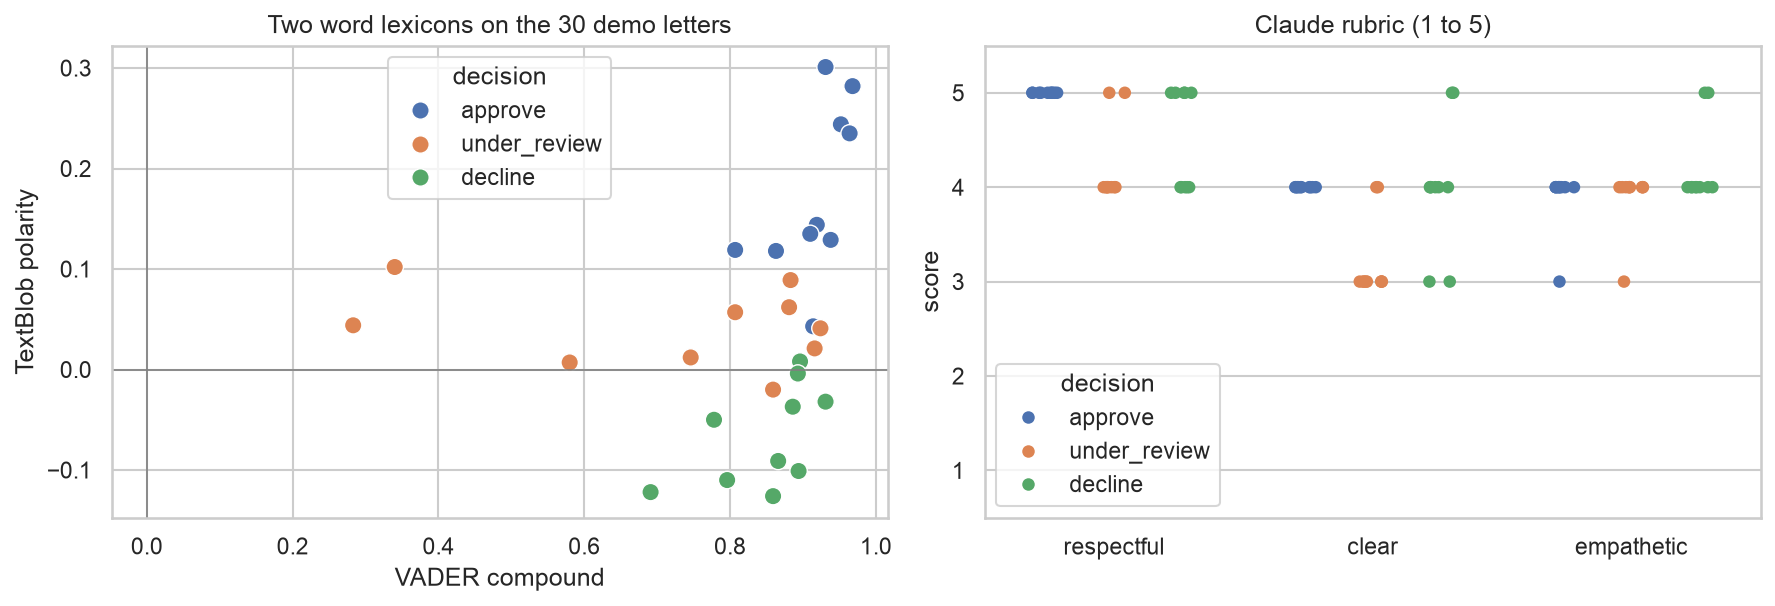 Two word lexicons on the 30 demo letters
decision
approve
under_review
decline
0.3
0.2
0.1
0.0
−0.1
TextBlob polarity
0.0
0.2
0.4
0.6
0.8
1.0
VADER compound
Claude rubric (1 to 5)
5
4
3
2
1
score
decision
approve
under_review
decline
respectful
clear
empathetic